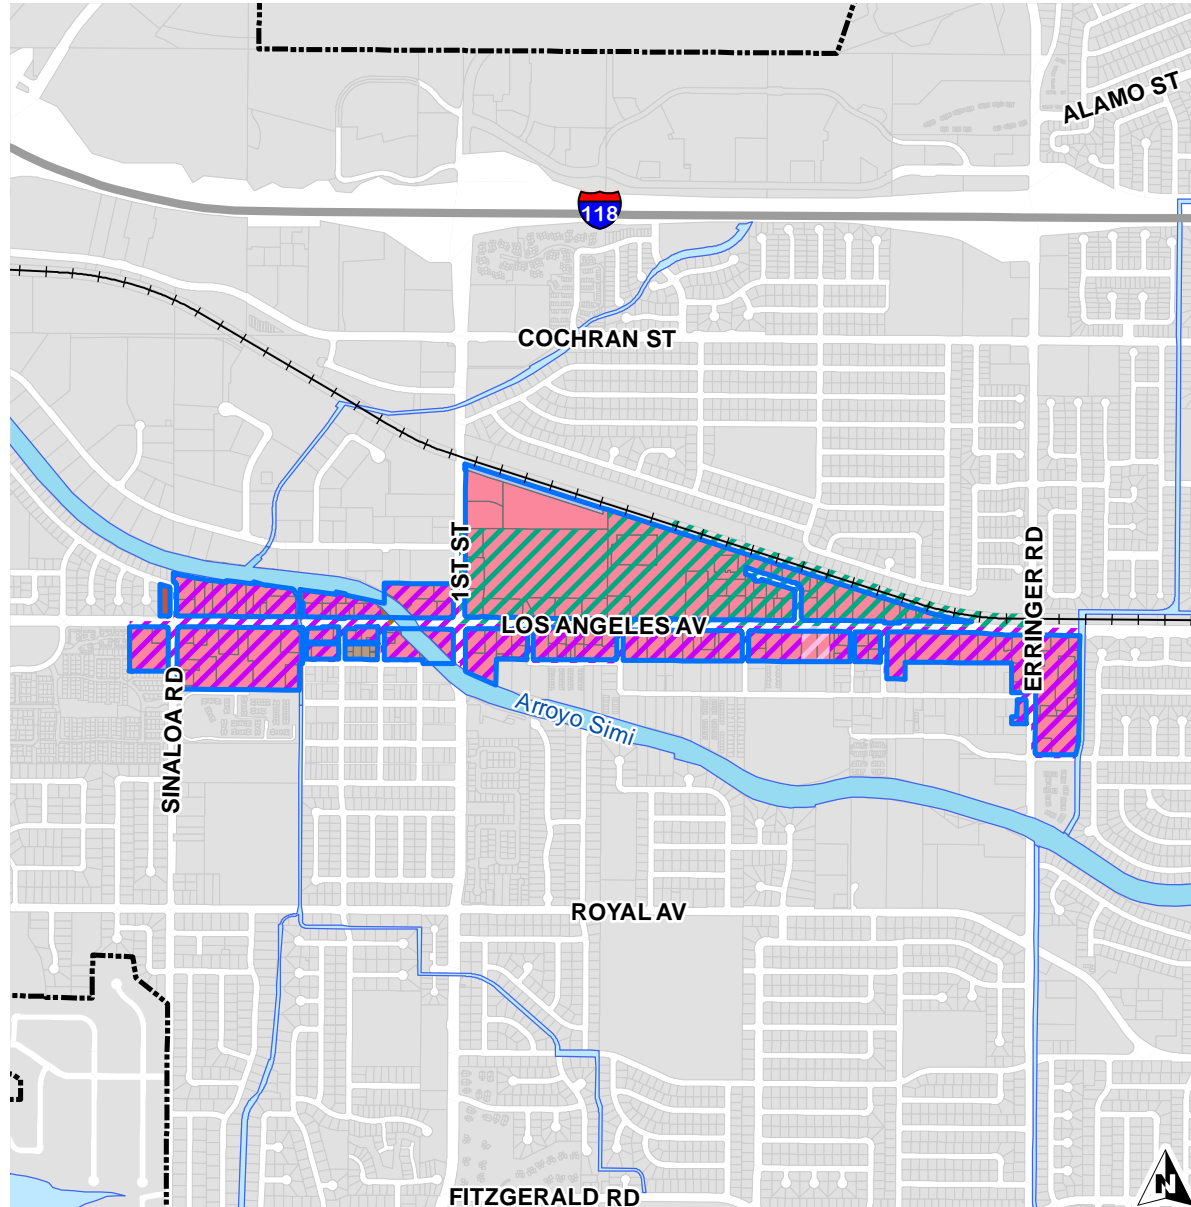 ALAMO ST
118
COCHRAN ST
1ST ST
LOS ANGELES AV
ERRINGER RD
SINALOA RD
Arroyo Simi
ROYAL AV
FITZGERALD RD
N